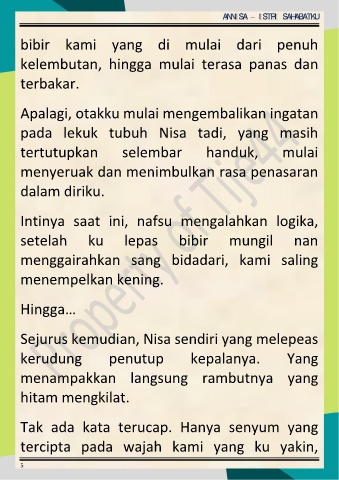 ANNISA – ISTRI SAHABATKU
bibir kami yang di mulai dari penuh
kelembutan, hingga mulai terasa panas dan
terbakar.
Apalagi, otakku mulai mengembalikan ingatan
pada lekuk tubuh Nisa tadi, yang masih
tertutupkan selembar handuk, mulai
menyeruak dan menimbulkan rasa penasaran
dalam diriku.
Intinya saat ini, nafsu mengalahkan logika,
setelah ku lepas bibir mungil nan
menggairahkan sang bidadari, kami saling
menempelkan kening.
Hingga…
Sejurus kemudian, Nisa sendiri yang melepeas
kerudung penutup kepalanya. Yang
menampakkan langsung rambutnya yang
hitam mengkilat.
Tak ada kata terucap. Hanya senyum yang
tercipta pada wajah kami yang ku yakin,
5
Property of Tije44